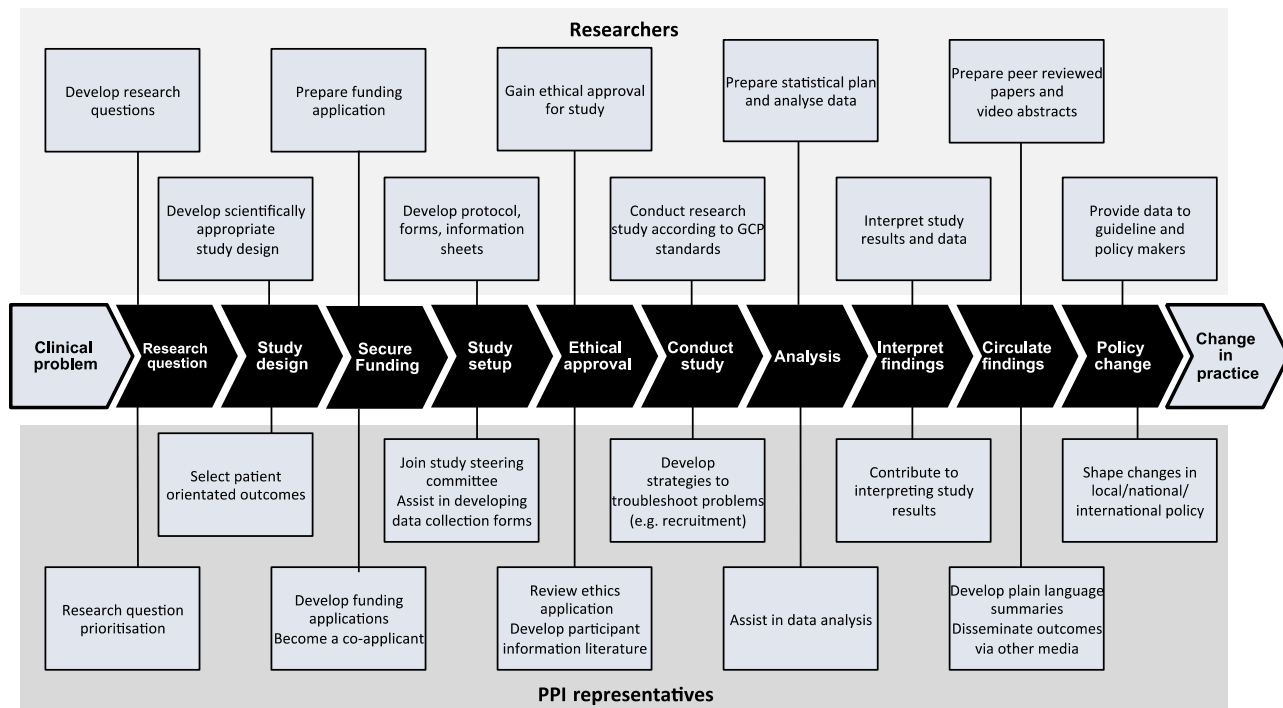 Researchers
Develop research
questions
Prepare funding
application
Gain ethical approval
for study
Prepare statistical plan
and analyse data
Prepare peer reviewed
papers and
video abstracts
Develop scientifically
appropriate
study design
Develop protocol,
forms, information
sheets
Conduct research
study according to GCP
standards
Interpret study
results and data
Provide data to
guideline and
policy makers
Clinical
problem
Research
question
Study
design
Secure
Funding
Study
setup
Ethical
approval
Conduct
study
Analysis
Interpret
findings
Circulate
findings
Policy
change
Change
in
practice
Select patient
orientated outcomes
Join study steering
committee
Assist in developing
data collection forms
Develop
strategies to
troubleshoot problems
(e.g. recruitment)
Contribute to
interpreting study
results
Shape changes in
local/national/
international policy
Research question
prioritisation
Develop funding
applications
Become a co-applicant
Review ethics
application
Develop participant
information literature
Assist in data analysis
Develop plain language
summaries
Disseminate outcomes
via other media
PPI representatives